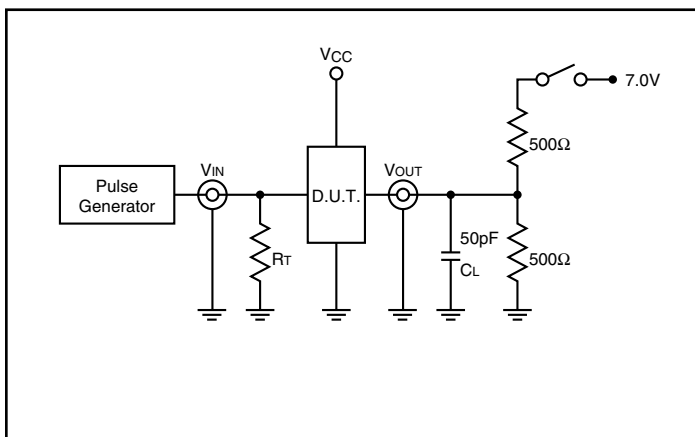 VCC
7.0V
500Ω
Pulse
Generator
VIN
D.U.T.
VOUT
RT
50pF
CL
500Ω